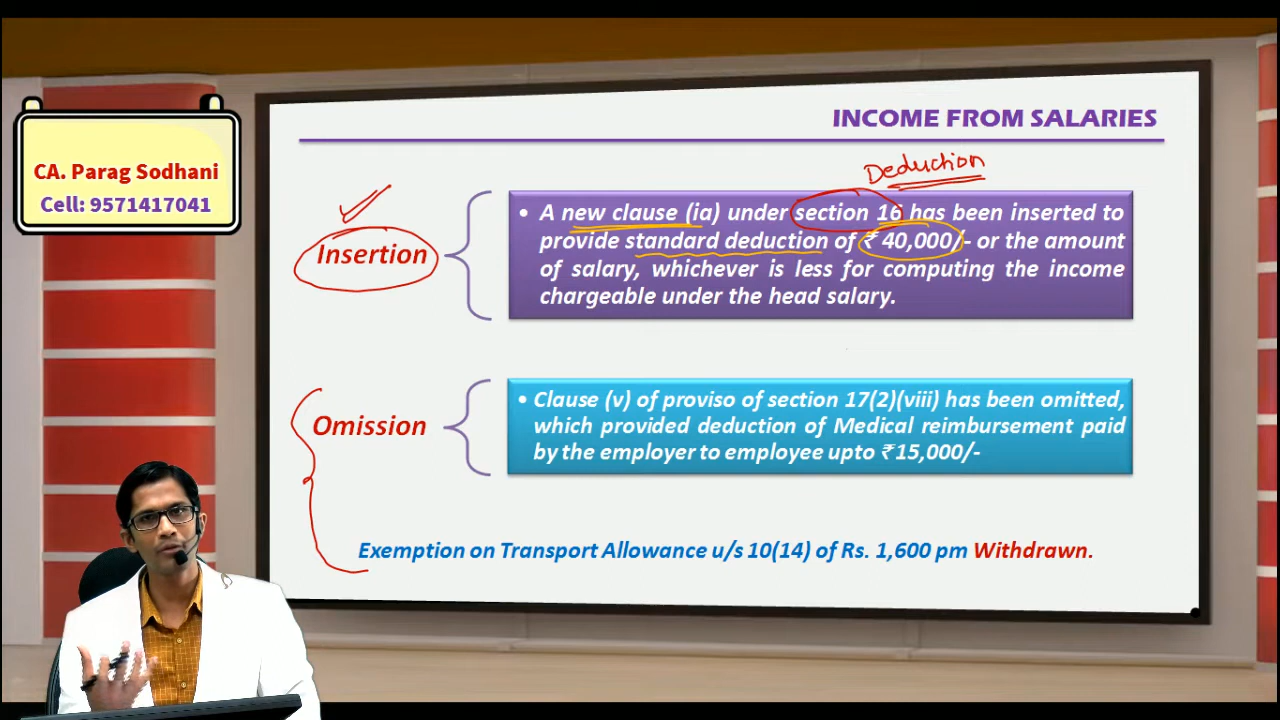 CA. Parag Sodhani
Cell: 9571417041
INCOME FROM SALARIES
Deduction
Insertion
• A new clause (ia) under section 16 has been inserted to
provide standard deduction of ₹ 40,000/- or the amount
of salary, whichever is less for computing the income
chargeable under the head salary.
Omission
• Clause (v) of proviso of section 17(2)(viii) has been omitted,
which provided deduction of Medical reimbursement paid
by the employer to employee upto ₹15,000/-
Exemption on Transport Allowance u/s 10(14) of Rs. 1,600 pm Withdrawn.